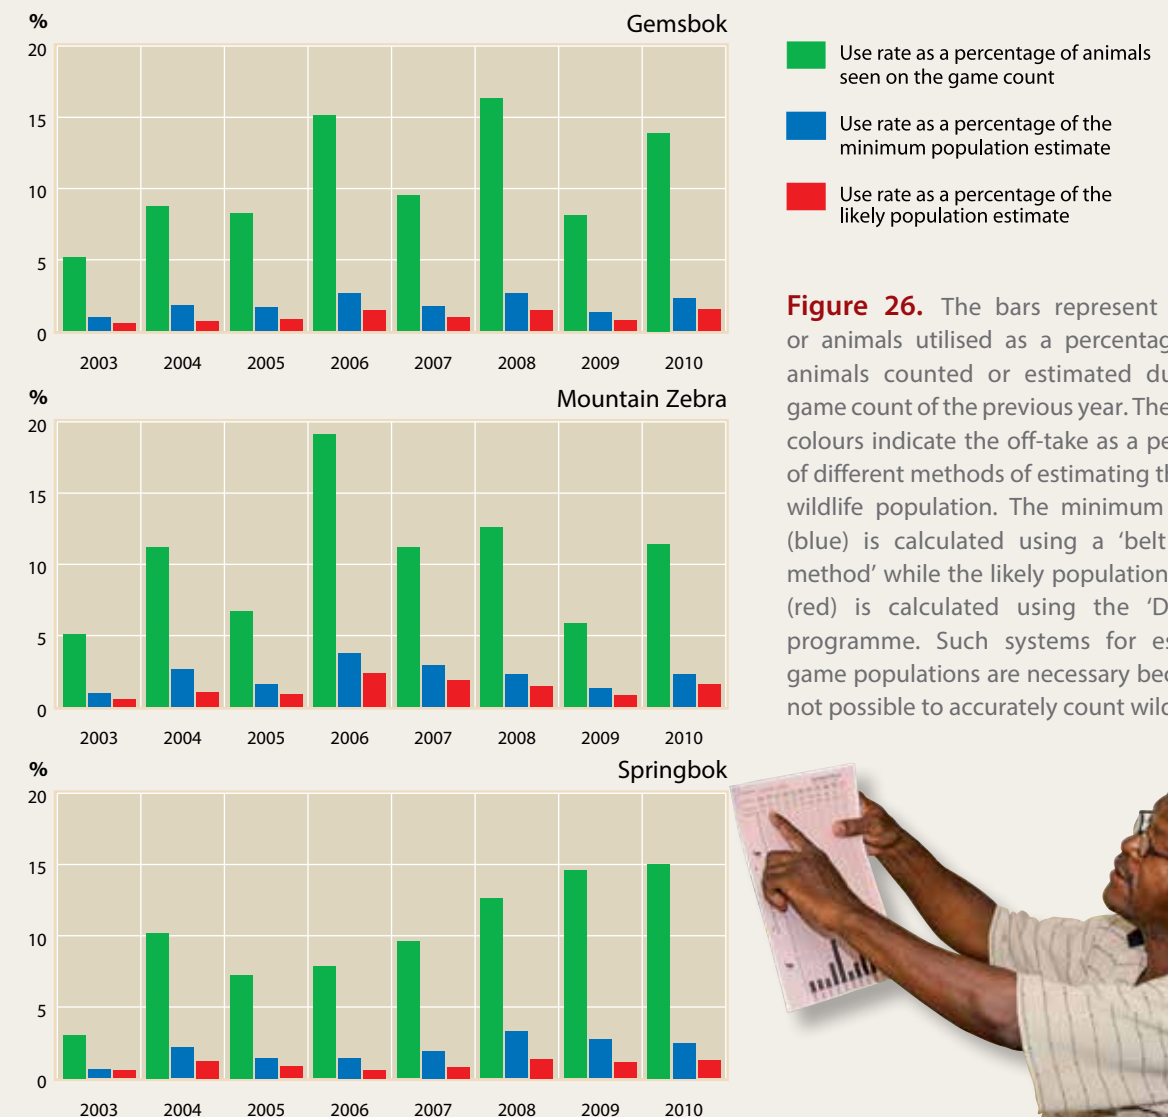 %
Gemsbok
20
15
10
5
0
2003 2004 2005 2006 2007 2008 2009 2010
%
Mountain Zebra
20
15
10
5
0
2003 2004 2005 2006 2007 2008 2009 2010
%
Springbok
20
15
10
5
0
2003 2004 2005 2006 2007 2008 2009 2010
Use rate as a percentage of animals
seen on the game count
Use rate as a percentage of the
minimum population estimate
Use rate as a percentage of the
likely population estimate
Figure 26. The bars represent
or animals utilised as a percentag
animals counted or estimated du
game count of the previous year. The
colours indicate the off-take as a pe
of different methods of estimating th
wildlife population. The minimum
(blue) is calculated using a ‘belt
method’ while the likely population
(red) is calculated using the ‘D
programme. Such systems for es
game populations are necessary bec
not possible to accurately count wild